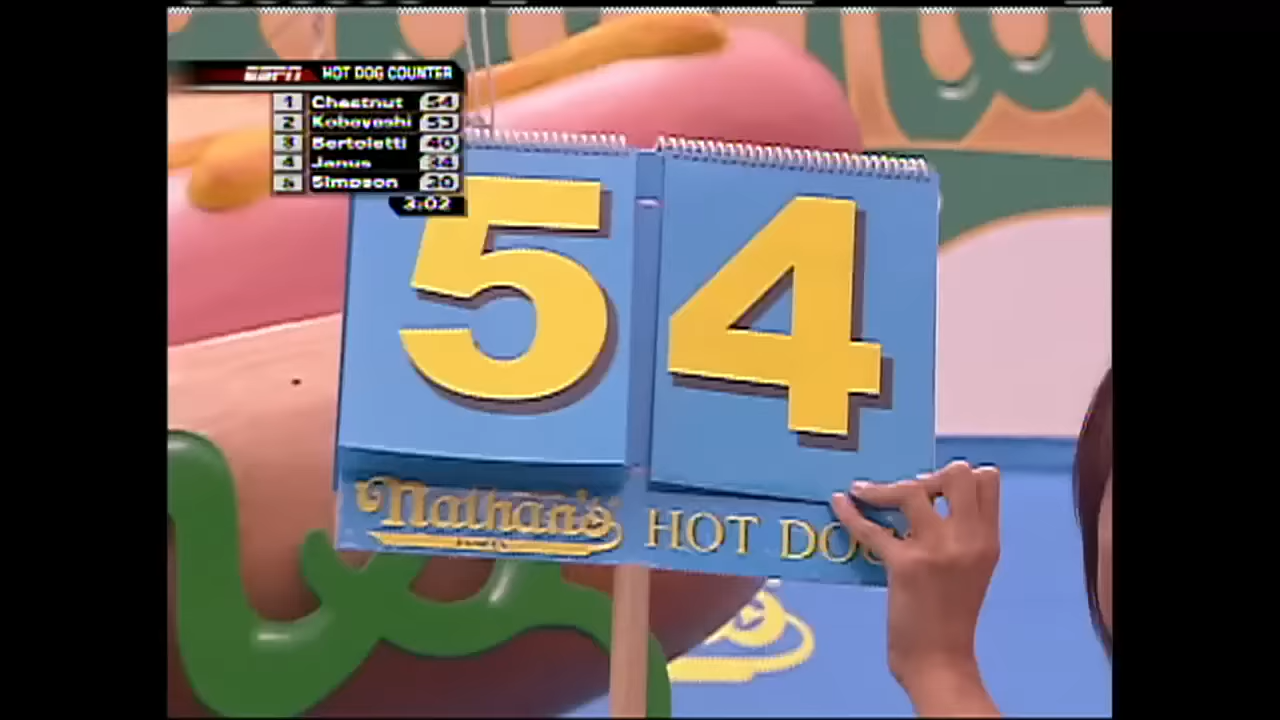 ESPN HOT DOG COUNTER
1 Chestnut 54
2 Kobayashi 53
3 Bertoletti 40
4 Janus 34
5 Simpson 30
3:02
54
Nathan's HOT DOG